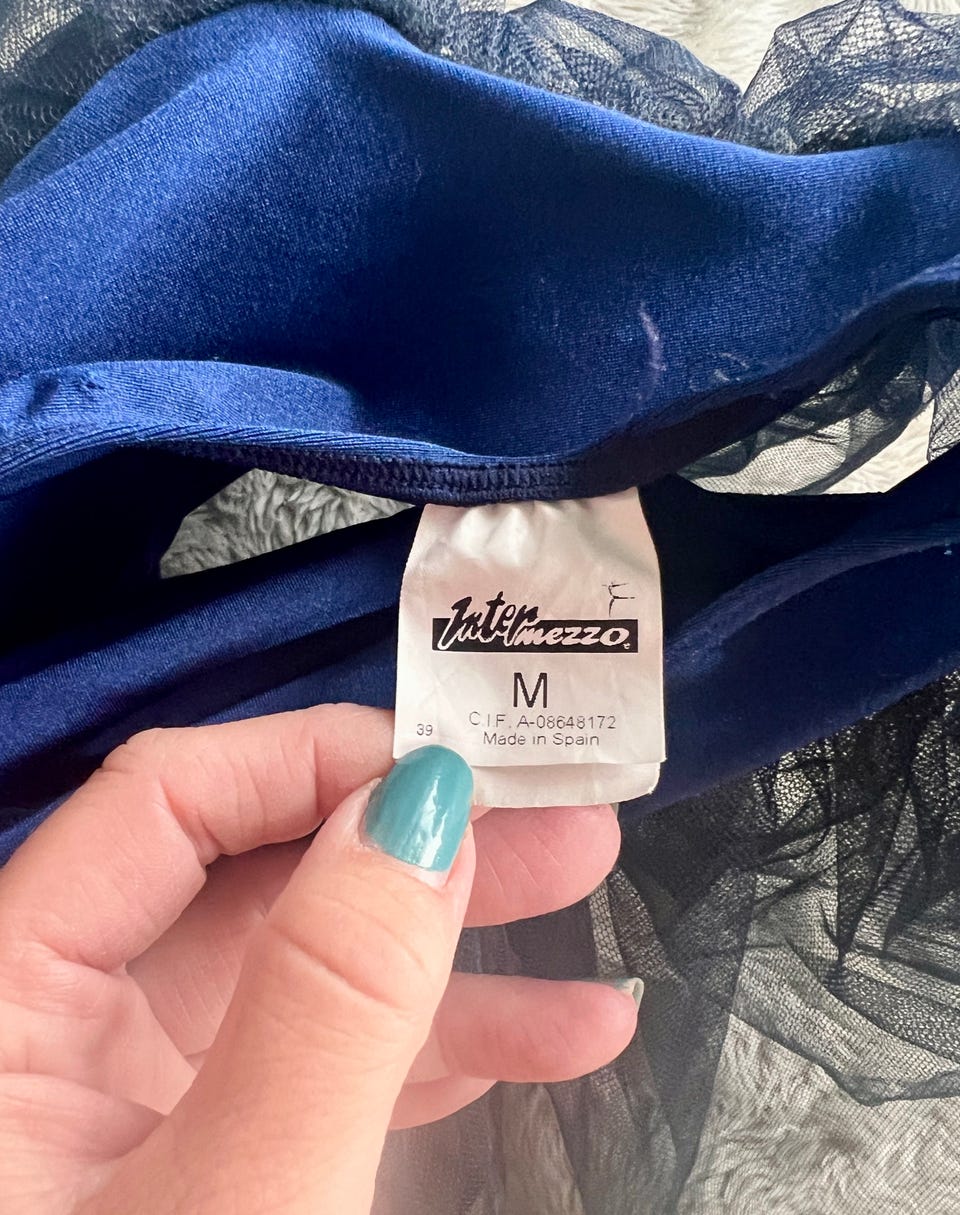 Intermezzo
M
C.I.F. A-08648172
39
Made in Spain